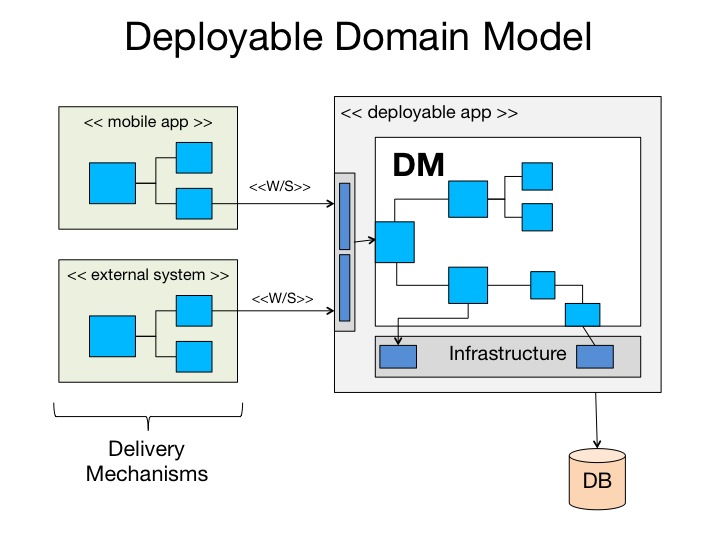 Deployable Domain Model
<< mobile app >>
<< deployable app >>
DM
<<W/S>>
<< external system >>
<<W/S>>
Infrastructure
Delivery
Mechanisms
DB